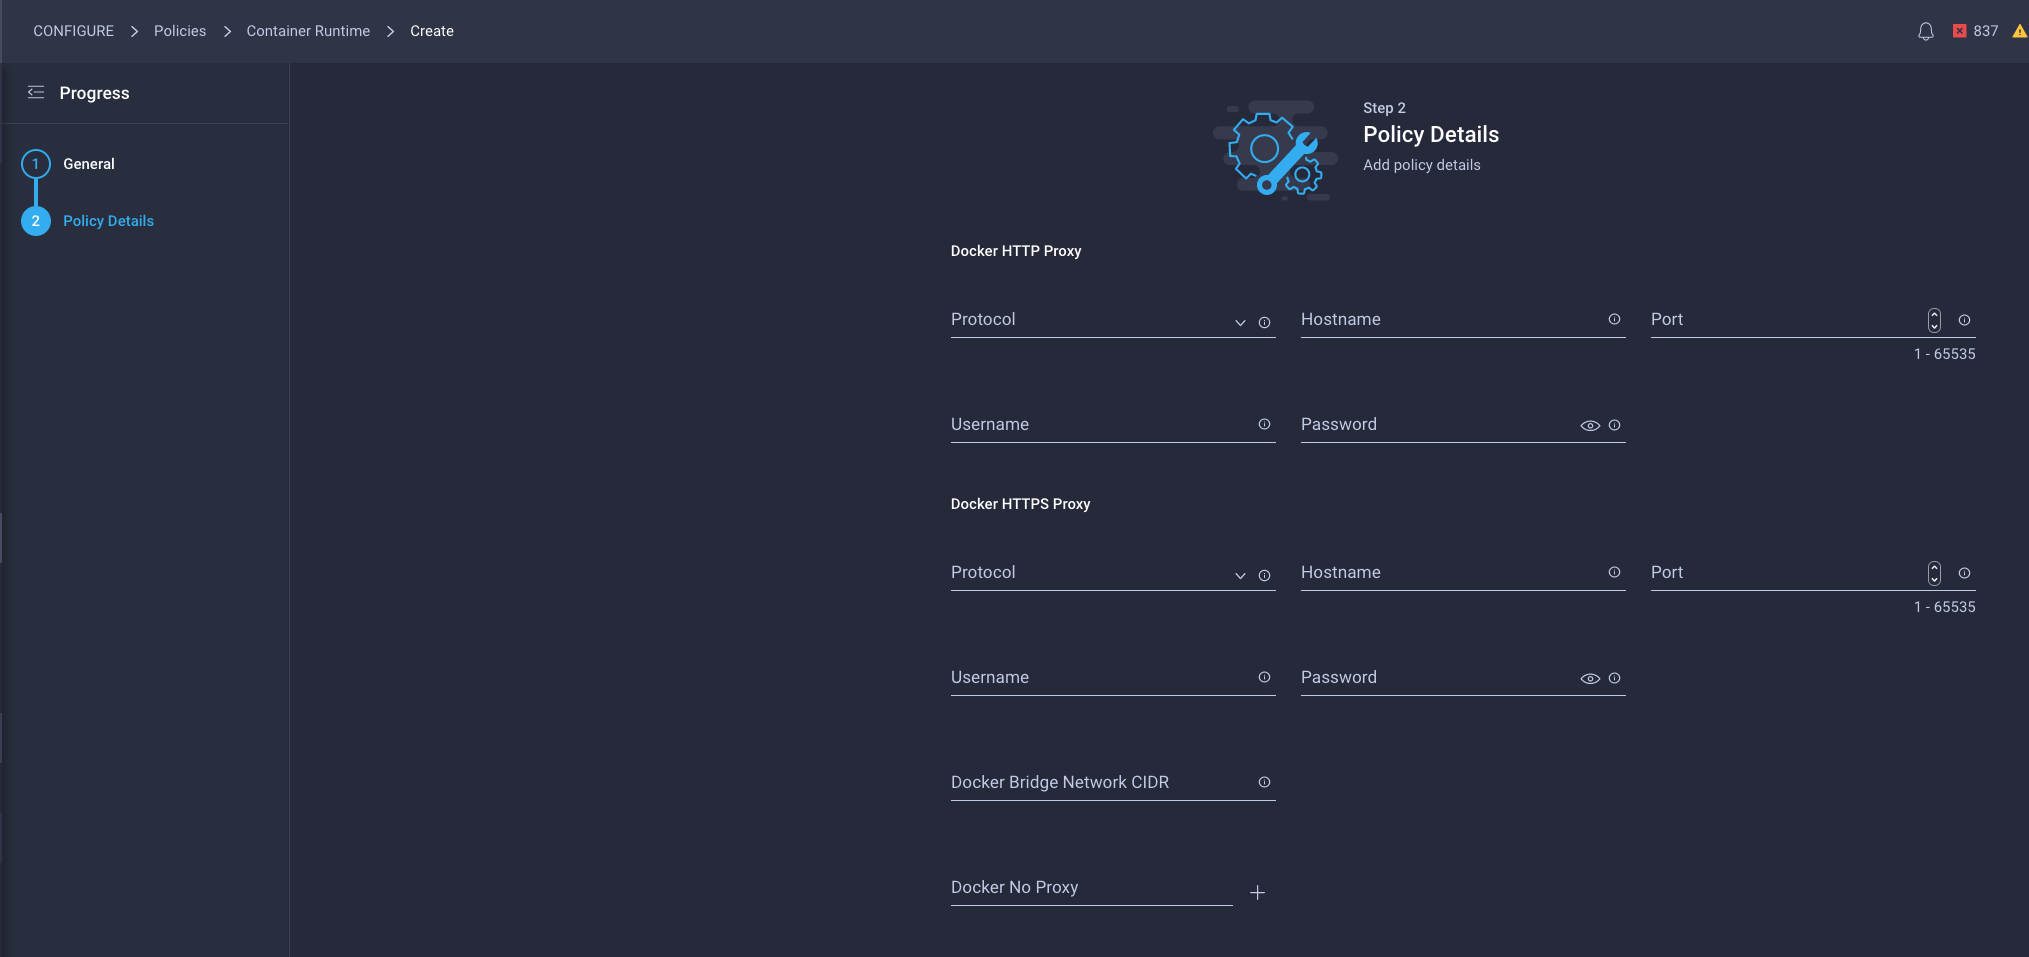 CONFIGURE > Policies > Container Runtime > Create
837
Progress
1 General
2 Policy Details
Step 2
Policy Details
Add policy details
Docker HTTP Proxy
Protocol Hostname Port
1 - 65535
Username Password
Docker HTTPS Proxy
Protocol Hostname Port
1 - 65535
Username Password
Docker Bridge Network CIDR
Docker No Proxy